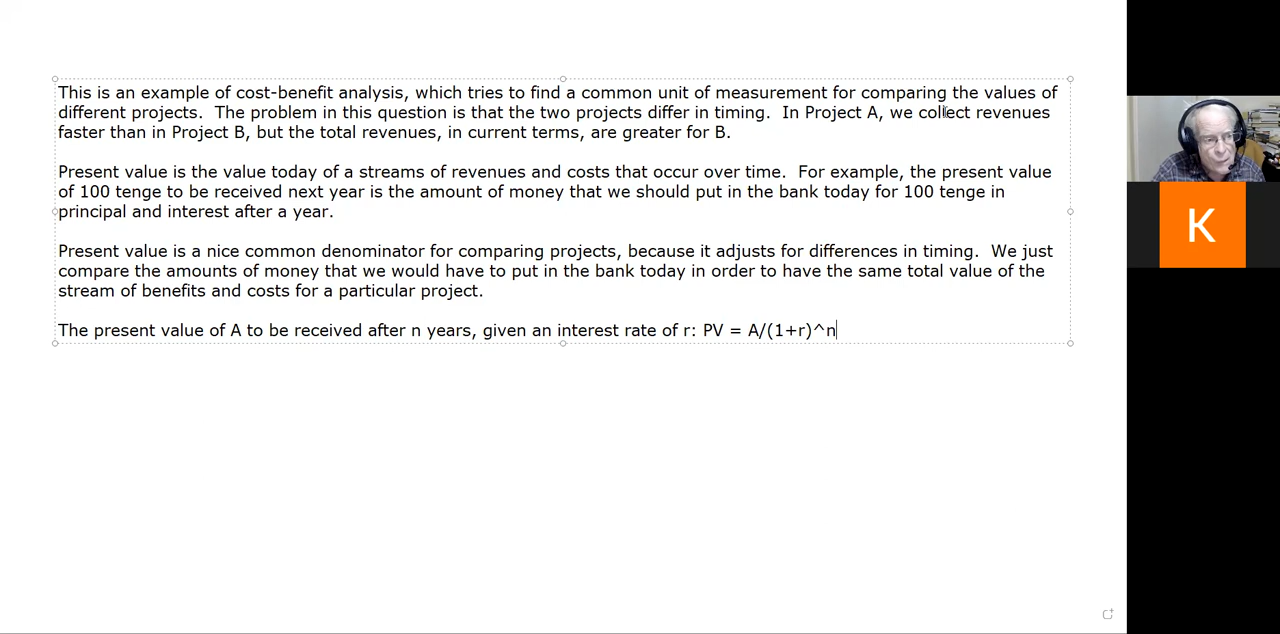 This is an example of cost-benefit analysis, which tries to find a common unit of measurement for comparing the values of
different projects.  The problem in this question is that the two projects differ in timing.  In Project A, we collect revenues
faster than in Project B, but the total revenues, in current terms, are greater for B.
Present value is the value today of a streams of revenues and costs that occur over time.  For example, the present value
of 100 tenge to be received next year is the amount of money that we should put in the bank today for 100 tenge in
principal and interest after a year.
Present value is a nice common denominator for comparing projects, because it adjusts for differences in timing.  We just
compare the amounts of money that we would have to put in the bank today in order to have the same total value of the
stream of benefits and costs for a particular project.
The present value of A to be received after n years, given an interest rate of r: PV = A/(1+r)^n
K